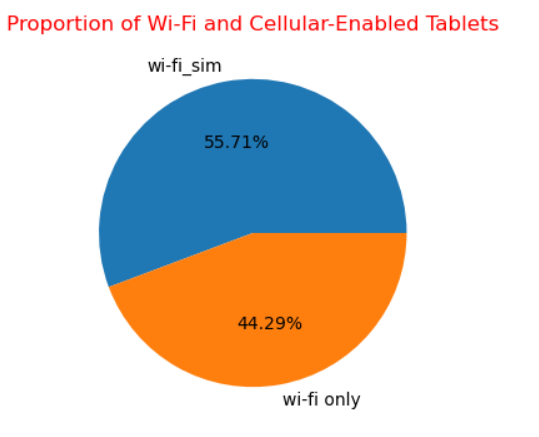 Proportion of Wi-Fi and Cellular-Enabled Tablets
wi-fi_sim
55.71%
44.29%
wi-fi only